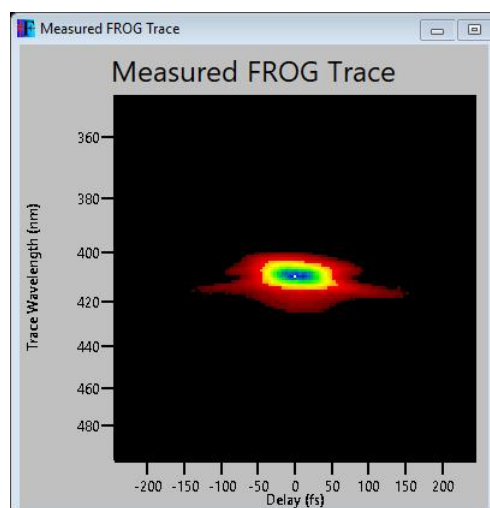 Measured FROG Trace
Measured FROG Trace
Trace Wavelength (nm)
360
380
400
420
440
460
480
-200 -150 -100 -50 0 50 100 150 200
Delay (fs)